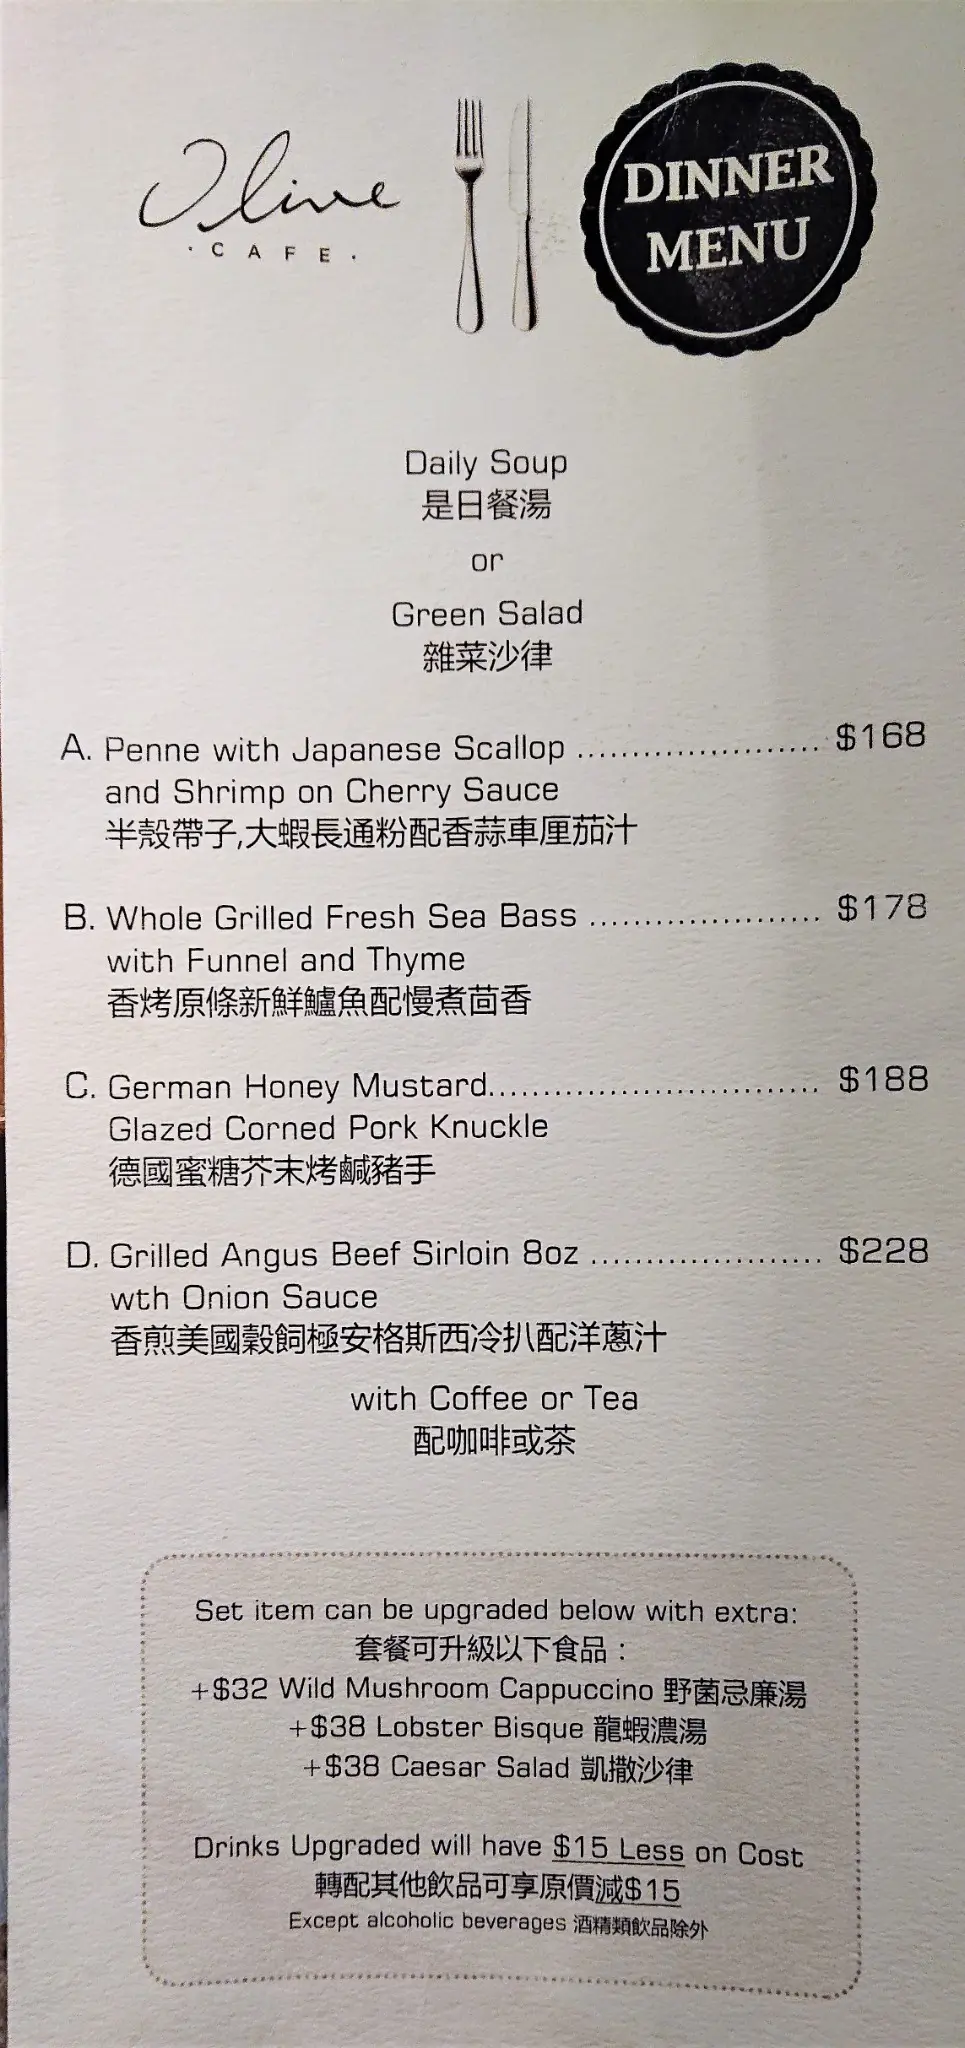 Olive
·CAFE·
DINNER
MENU
Daily Soup
是日餐湯
or
Green Salad
雜菜沙律
A. Penne with Japanese Scallop ...................... $168
and Shrimp on Cherry Sauce
半殼帶子,大蝦長通粉配香蒜車厘茄汁
B. Whole Grilled Fresh Sea Bass ..................... $178
with Funnel and Thyme
香烤原條新鮮鱸魚配慢煮茴香
C. German Honey Mustard.............................. $188
Glazed Corned Pork Knuckle
德國蜜糖芥末烤鹹豬手
D. Grilled Angus Beef Sirloin 8oz ..................... $228
wth Onion Sauce
香煎美國穀飼極安格斯西冷扒配洋蔥汁
with Coffee or Tea
配咖啡或茶
Set item can be upgraded below with extra:
套餐可升級以下食品：
+$32 Wild Mushroom Cappuccino 野菌忌廉湯
+$38 Lobster Bisque 龍蝦濃湯
+$38 Caesar Salad 凱撒沙律
Drinks Upgraded will have $15 Less on Cost
轉配其他飲品可享原價減$15
Except alcoholic beverages 酒精類飲品除外